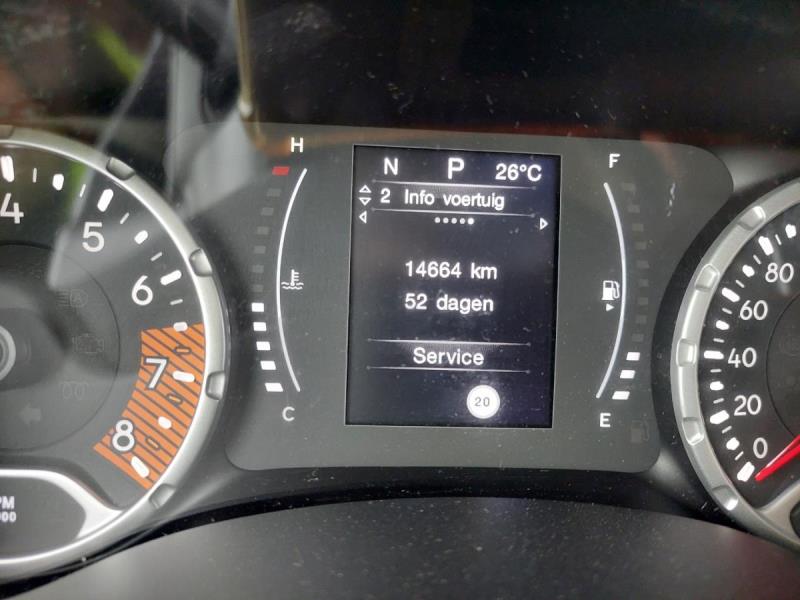 H
N P 26°C
2 Info voertuig
14664 km
52 dagen
Service
20
C
F
E
4
5
6
7
8
80
60
40
20
0